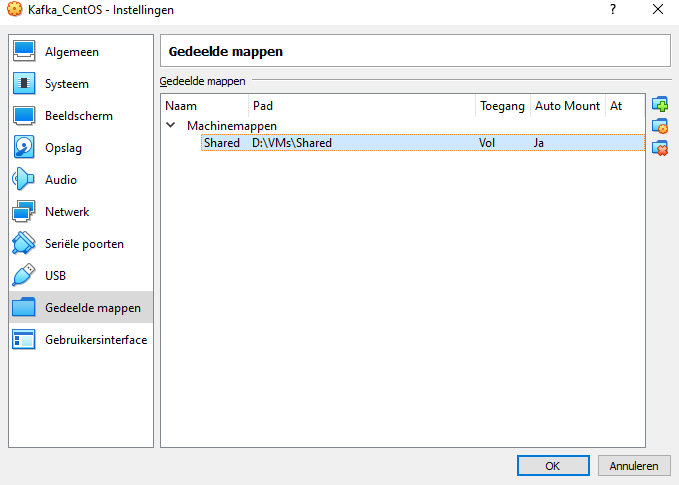 Kafka_CentOS - Instellingen
?
Algemeen
Systeem
Beeldscherm
Opslag
Audio
Netwerk
Seriële poorten
USB
Gedeelde mappen
Gebruikersinterface
Gedeelde mappen
Gedeelde mappen
Naam Pad Toegang Auto Mount At
Machinemappen
Shared D:\VMs\Shared Vol Ja
OK Annuleren